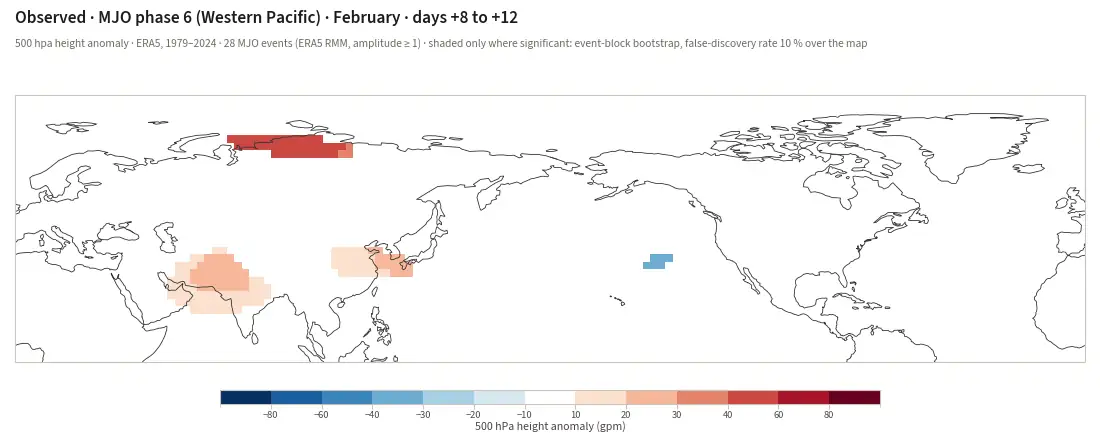 Observed · MJO phase 6 (Western Pacific) · February · days +8 to +12
500 hpa height anomaly · ERA5, 1979–2024 · 28 MJO events (ERA5 RMM, amplitude ≥ 1) · shaded only where significant: event-block bootstrap, false-discovery rate 10 % over the map
−80 −60 −40 −30 −20 −10 10 20 30 40 60 80
500 hPa height anomaly (gpm)